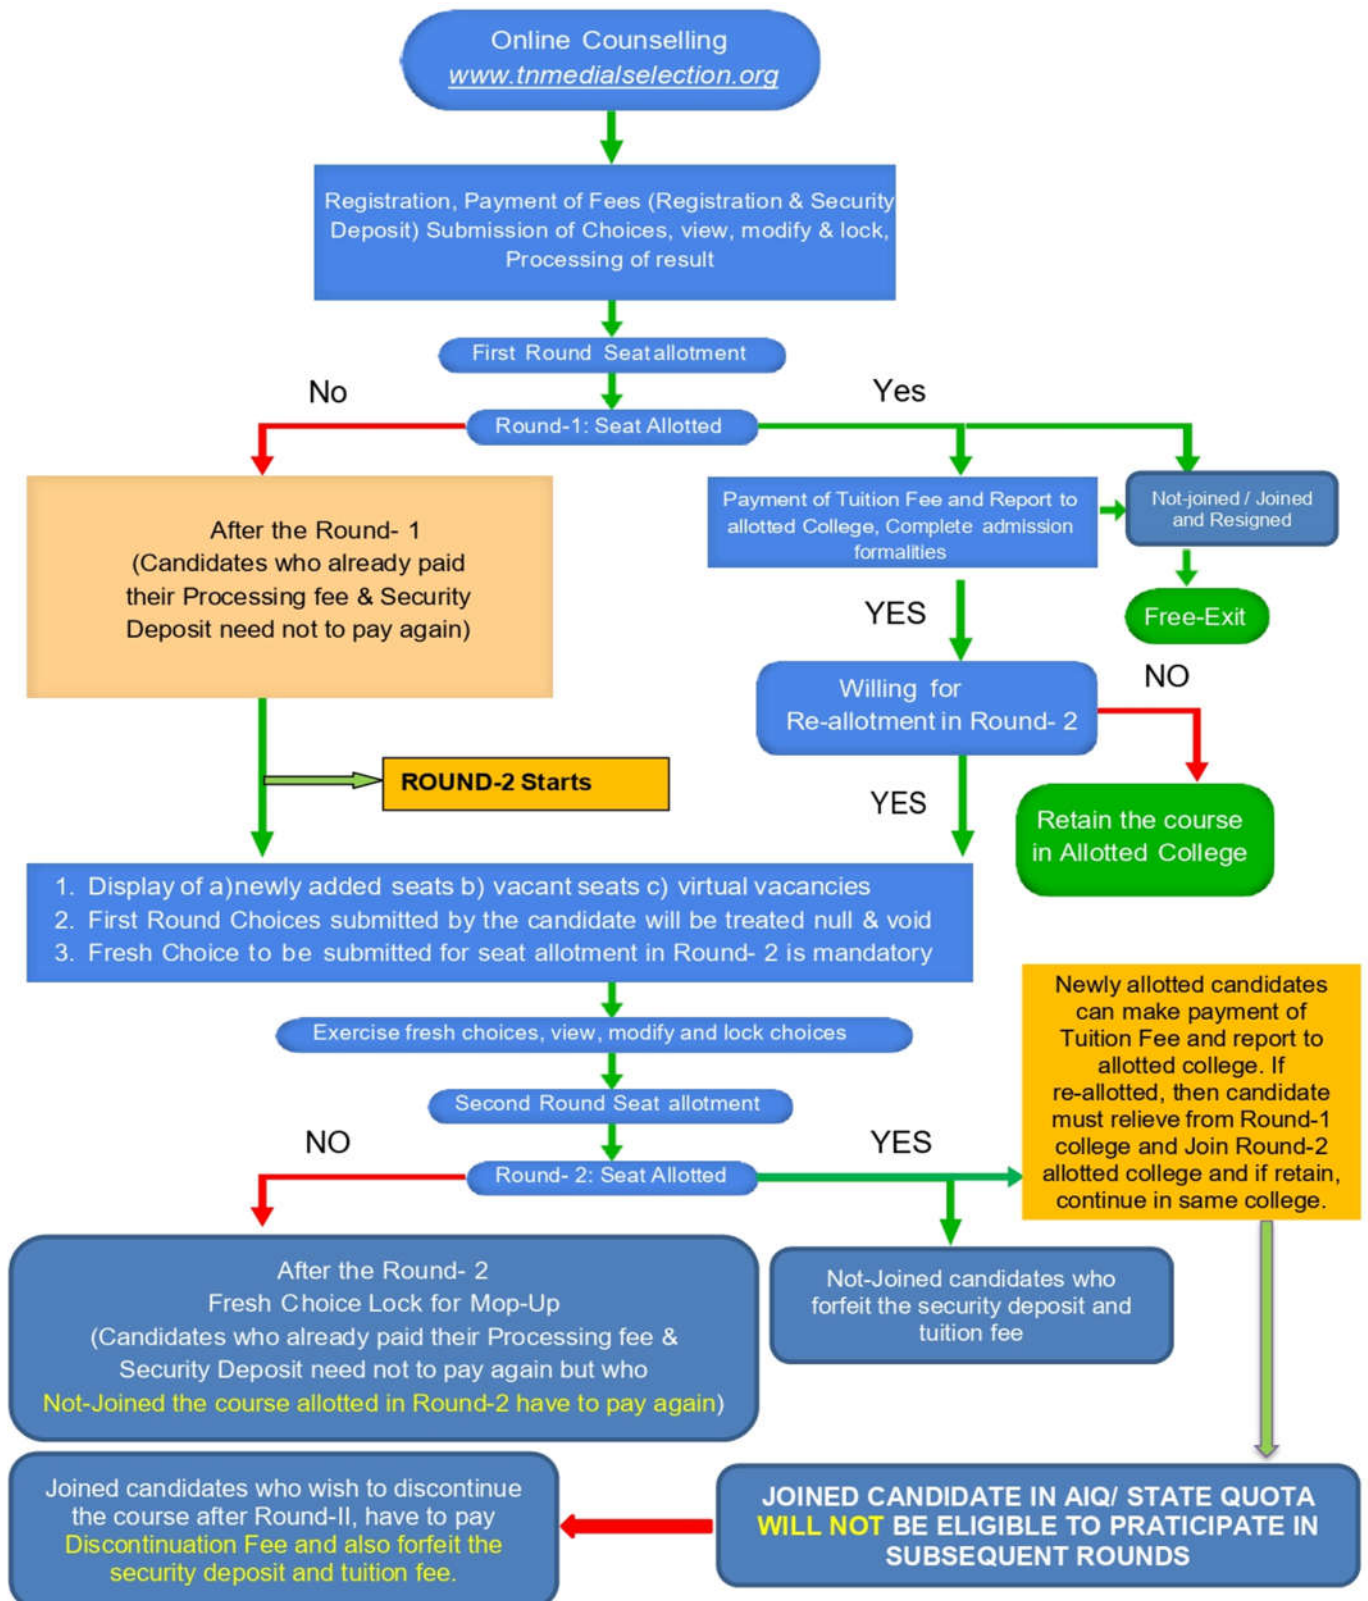 Online Counselling
www.tnmedialselection.org
Registration, Payment of Fees (Registration & Security
Deposit) Submission of Choices, view, modify & lock,
Processing of result
First Round Seat allotment
No
Yes
Round-1: Seat Allotted
After the Round- 1
(Candidates who already paid
their Processing fee & Security
Deposit need not to pay again)
Payment of Tuition Fee and Report to
allotted College, Complete admission
formalities
Not-joined / Joined
and Resigned
YES
Free-Exit
Willing for
Re-allotment in Round- 2
NO
ROUND-2 Starts
YES
Retain the course
in Allotted College
1. Display of a)newly added seats b) vacant seats c) virtual vacancies
2. First Round Choices submitted by the candidate will be treated null & void
3. Fresh Choice to be submitted for seat allotment in Round- 2 is mandatory
Exercise fresh choices, view, modify and lock choices
Second Round Seat allotment
NO
YES
Round- 2: Seat Allotted
Newly allotted candidates
can make payment of
Tuition Fee and report to
allotted college. If
re-allotted, then candidate
must relieve from Round-1
college and Join Round-2
allotted college and if retain,
continue in same college.
After the Round- 2
Fresh Choice Lock for Mop-Up
(Candidates who already paid their Processing fee &
Security Deposit need not to pay again but who
Not-Joined the course allotted in Round-2 have to pay again)
Not-Joined candidates who
forfeit the security deposit and
tuition fee
Joined candidates who wish to discontinue
the course after Round-II, have to pay
Discontinuation Fee and also forfeit the
security deposit and tuition fee.
JOINED CANDIDATE IN AIQ/ STATE QUOTA
WILL NOT BE ELIGIBLE TO PRATICIPATE IN
SUBSEQUENT ROUNDS